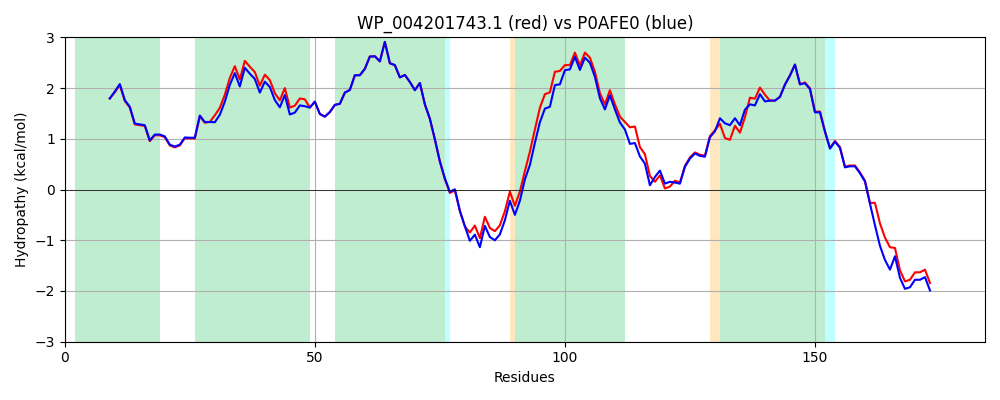 WP_004201743.1 (red) vs P0AFE0 (blue)
Hydropathy (kcal/mol)
3
2
1
0
−1
−2
−3
0 50 100 150
Residues